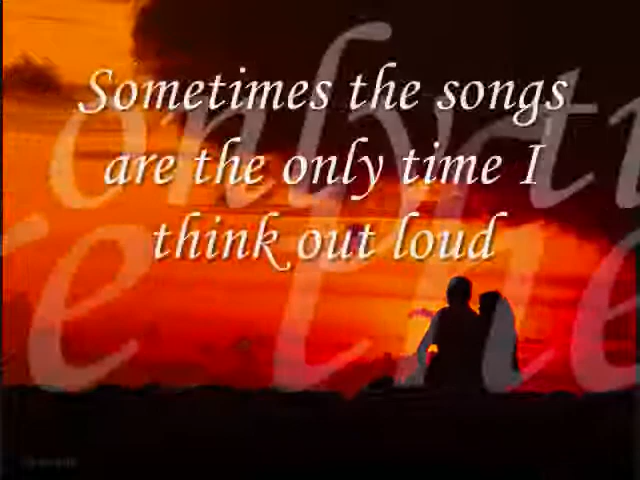 Sometimes the songs
are the only time I
think out loud